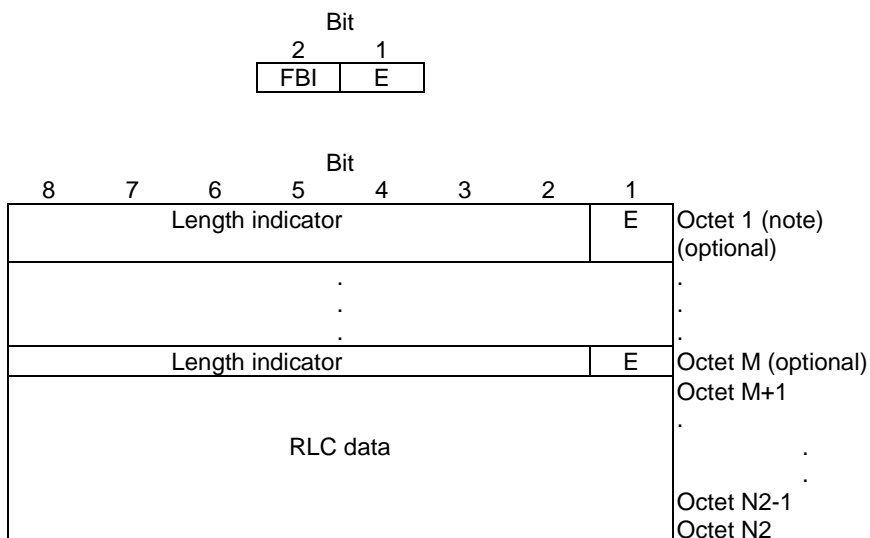 Bit
2 1
FBI E
Bit
8 7 6 5 4 3 2 1
Length indicator E Octet 1 (note)
(optional)
. .
. .
. .
Length indicator E Octet M (optional)
Octet M+1
.
RLC data .
.
Octet N2-1
Octet N2